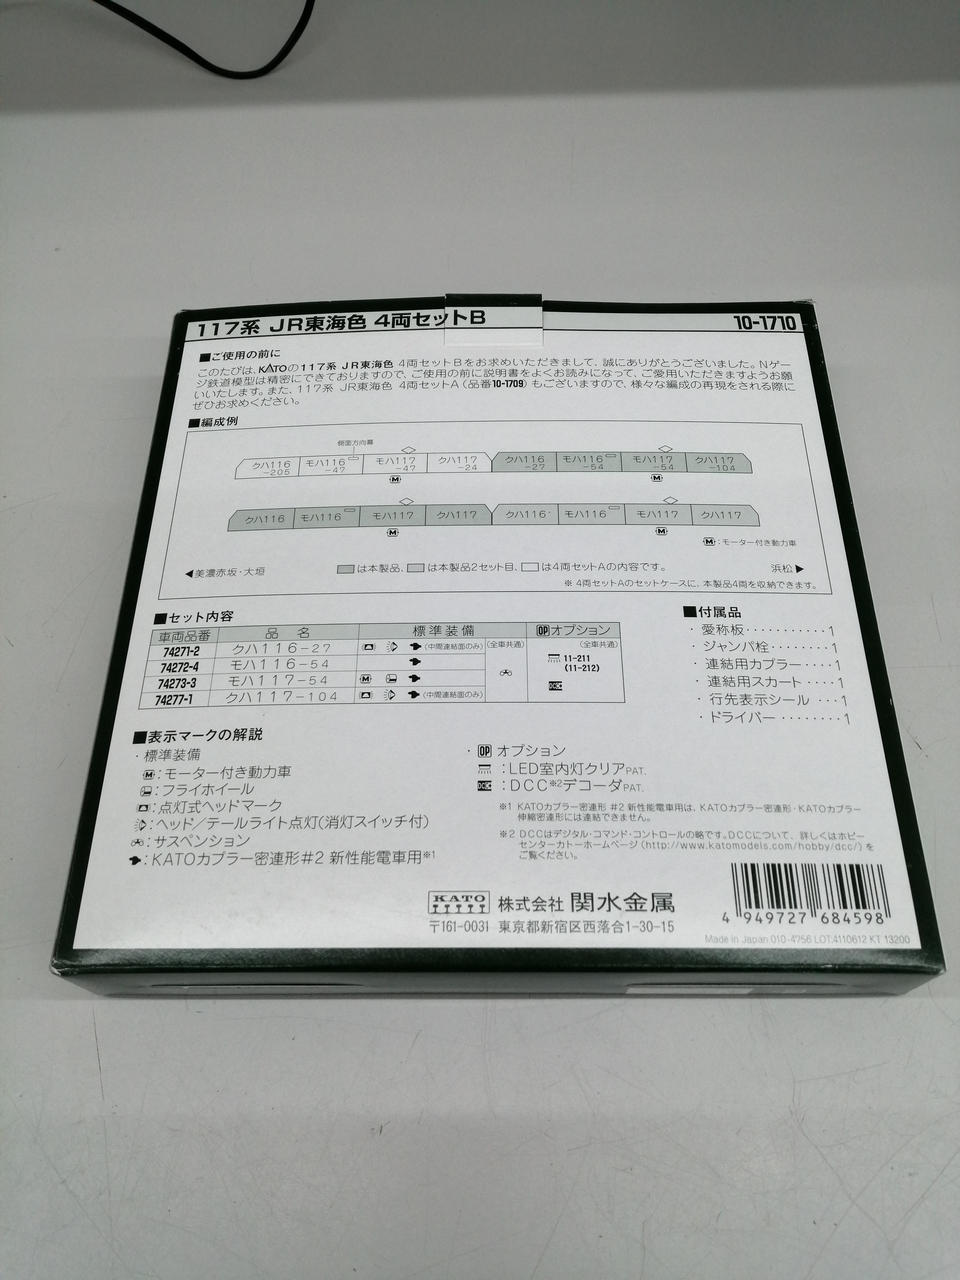 117系 JR東海色 4両セットB
10-1710
■ご使用の前に
このたびは、KATOの117系 JR東海色 4両セットBをお求めいただきまして、誠にありがとうございました。Nゲー
ジ鉄道模型は精密にできておりますので、ご使用の前に説明書をよくお読みになって、ご愛用いただきますようお願
いいたします。また、117系 JR東海色 4両セットA(品番10-1709)もございますので、様々な編成の再現をされる際に
ぜひお求めください。
■編成例
側面方向幕
クハ116 -205 モハ116 -47 モハ117 -47 クハ117 -24 クハ116 -27 モハ116 -54 モハ117 -54 クハ117 -104
M M
クハ116 モハ116 モハ117 クハ117 クハ116 モハ116 モハ117 クハ117
M M
M:モーター付き動力車
◀美濃赤坂・大垣
は本製品、は本製品2セット目、は4両セットAの内容です。
浜松▶
※ 4両セットAのセットケースに、本製品4両を収納できます。
■セット内容
車両品番 品 名 標準装備 OPオプション
74271-2 クハ116-27 (中間連結面のみ) (全車共通) (全車共通)
74272-4 モハ116-54 11-211
(11-212)
74273-3 モハ117-54 M DCC
74277-1 クハ117-104 (中間連結面のみ)
■付属品
・愛称板・・・・・・・・・・・1
・ジャンパ栓・・・・・・・・1
・連結用カプラー・・・・1
・連結用スカート・・・・1
・行先表示シール・・・1
・ドライバー・・・・・・・・1
■表示マークの解説
・標準装備
M:モーター付き動力車
:フライホイール
:点灯式ヘッドマーク
:ヘッド/テールライト点灯(消灯スイッチ付)
:サスペンション
:KATOカプラー密連形#2 新性能電車用※1
・OP オプション
:LED室内灯クリアPAT.
DCC:DCC※2デコーダPAT.
※1 KATOカプラー密連形 #2 新性能電車用は、KATOカプラー密連形・KATOカプラー
伸縮密連形には連結できません。
※2 DCCはデジタル・コマンド・コントロールの略です。DCCについて、詳しくはホビー
センターカトーホームページ(http://www.katomodels.com/hobby/dcc/)を
ご覧ください。
KATO 株式会社 関水金属
〒161-0031 東京都新宿区西落合1-30-15
4 949727 684598
Made in Japan 010-4756 LOT:4110612 KT 13200